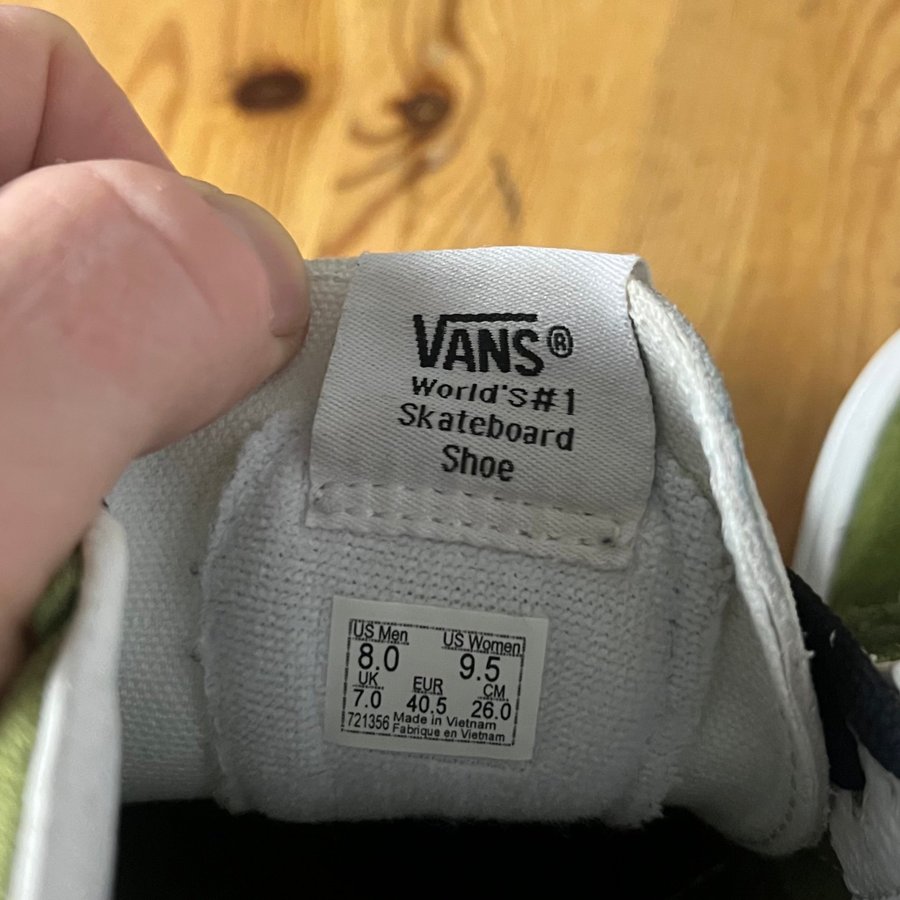 VANS®
World's #1
Skateboard
Shoe
US Men US Women
8.0 9.5
UK EUR CM
7.0 40.5 26.0
721356 Made in Vietnam
Fabrique en Vietnam